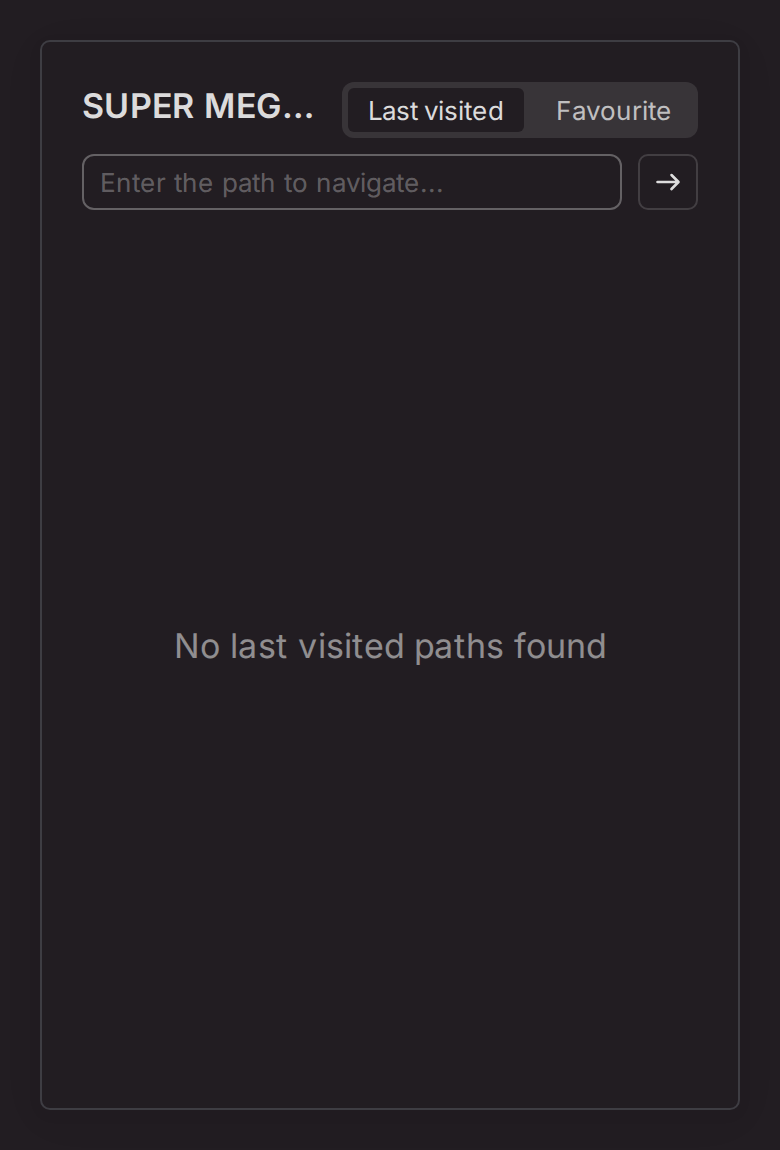 SUPER MEG... Last visited Favourite
Enter the path to navigate...
No last visited paths found